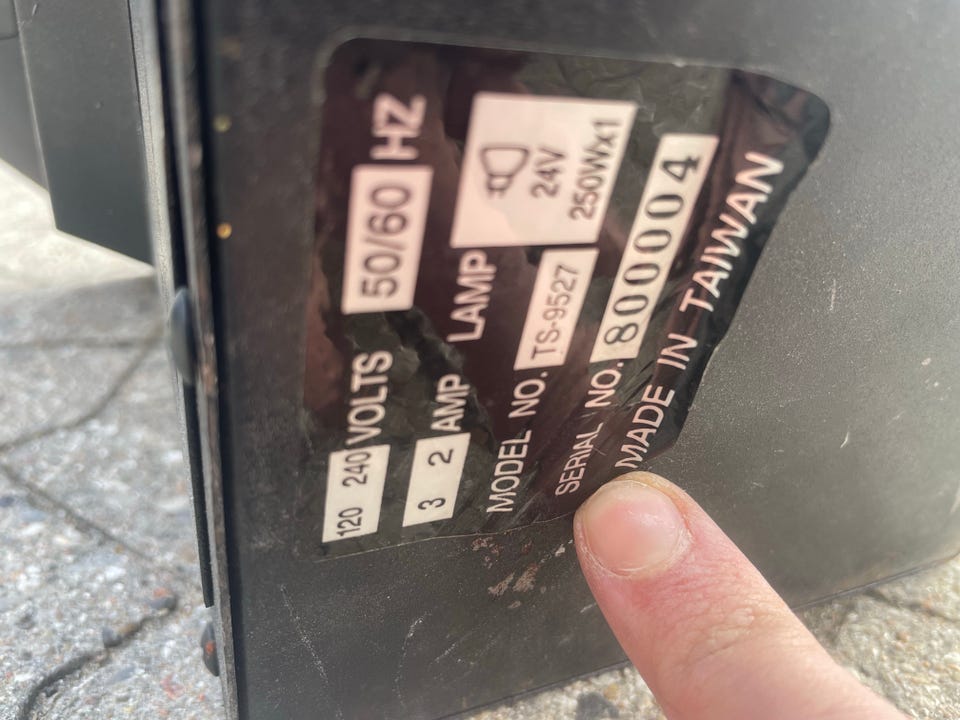 120 240 VOLTS 50/60 HZ
3 2 AMP LAMP
24V
250Wx1
MODEL NO. TS-9527
SERIAL NO. 8000004
MADE IN TAIWAN